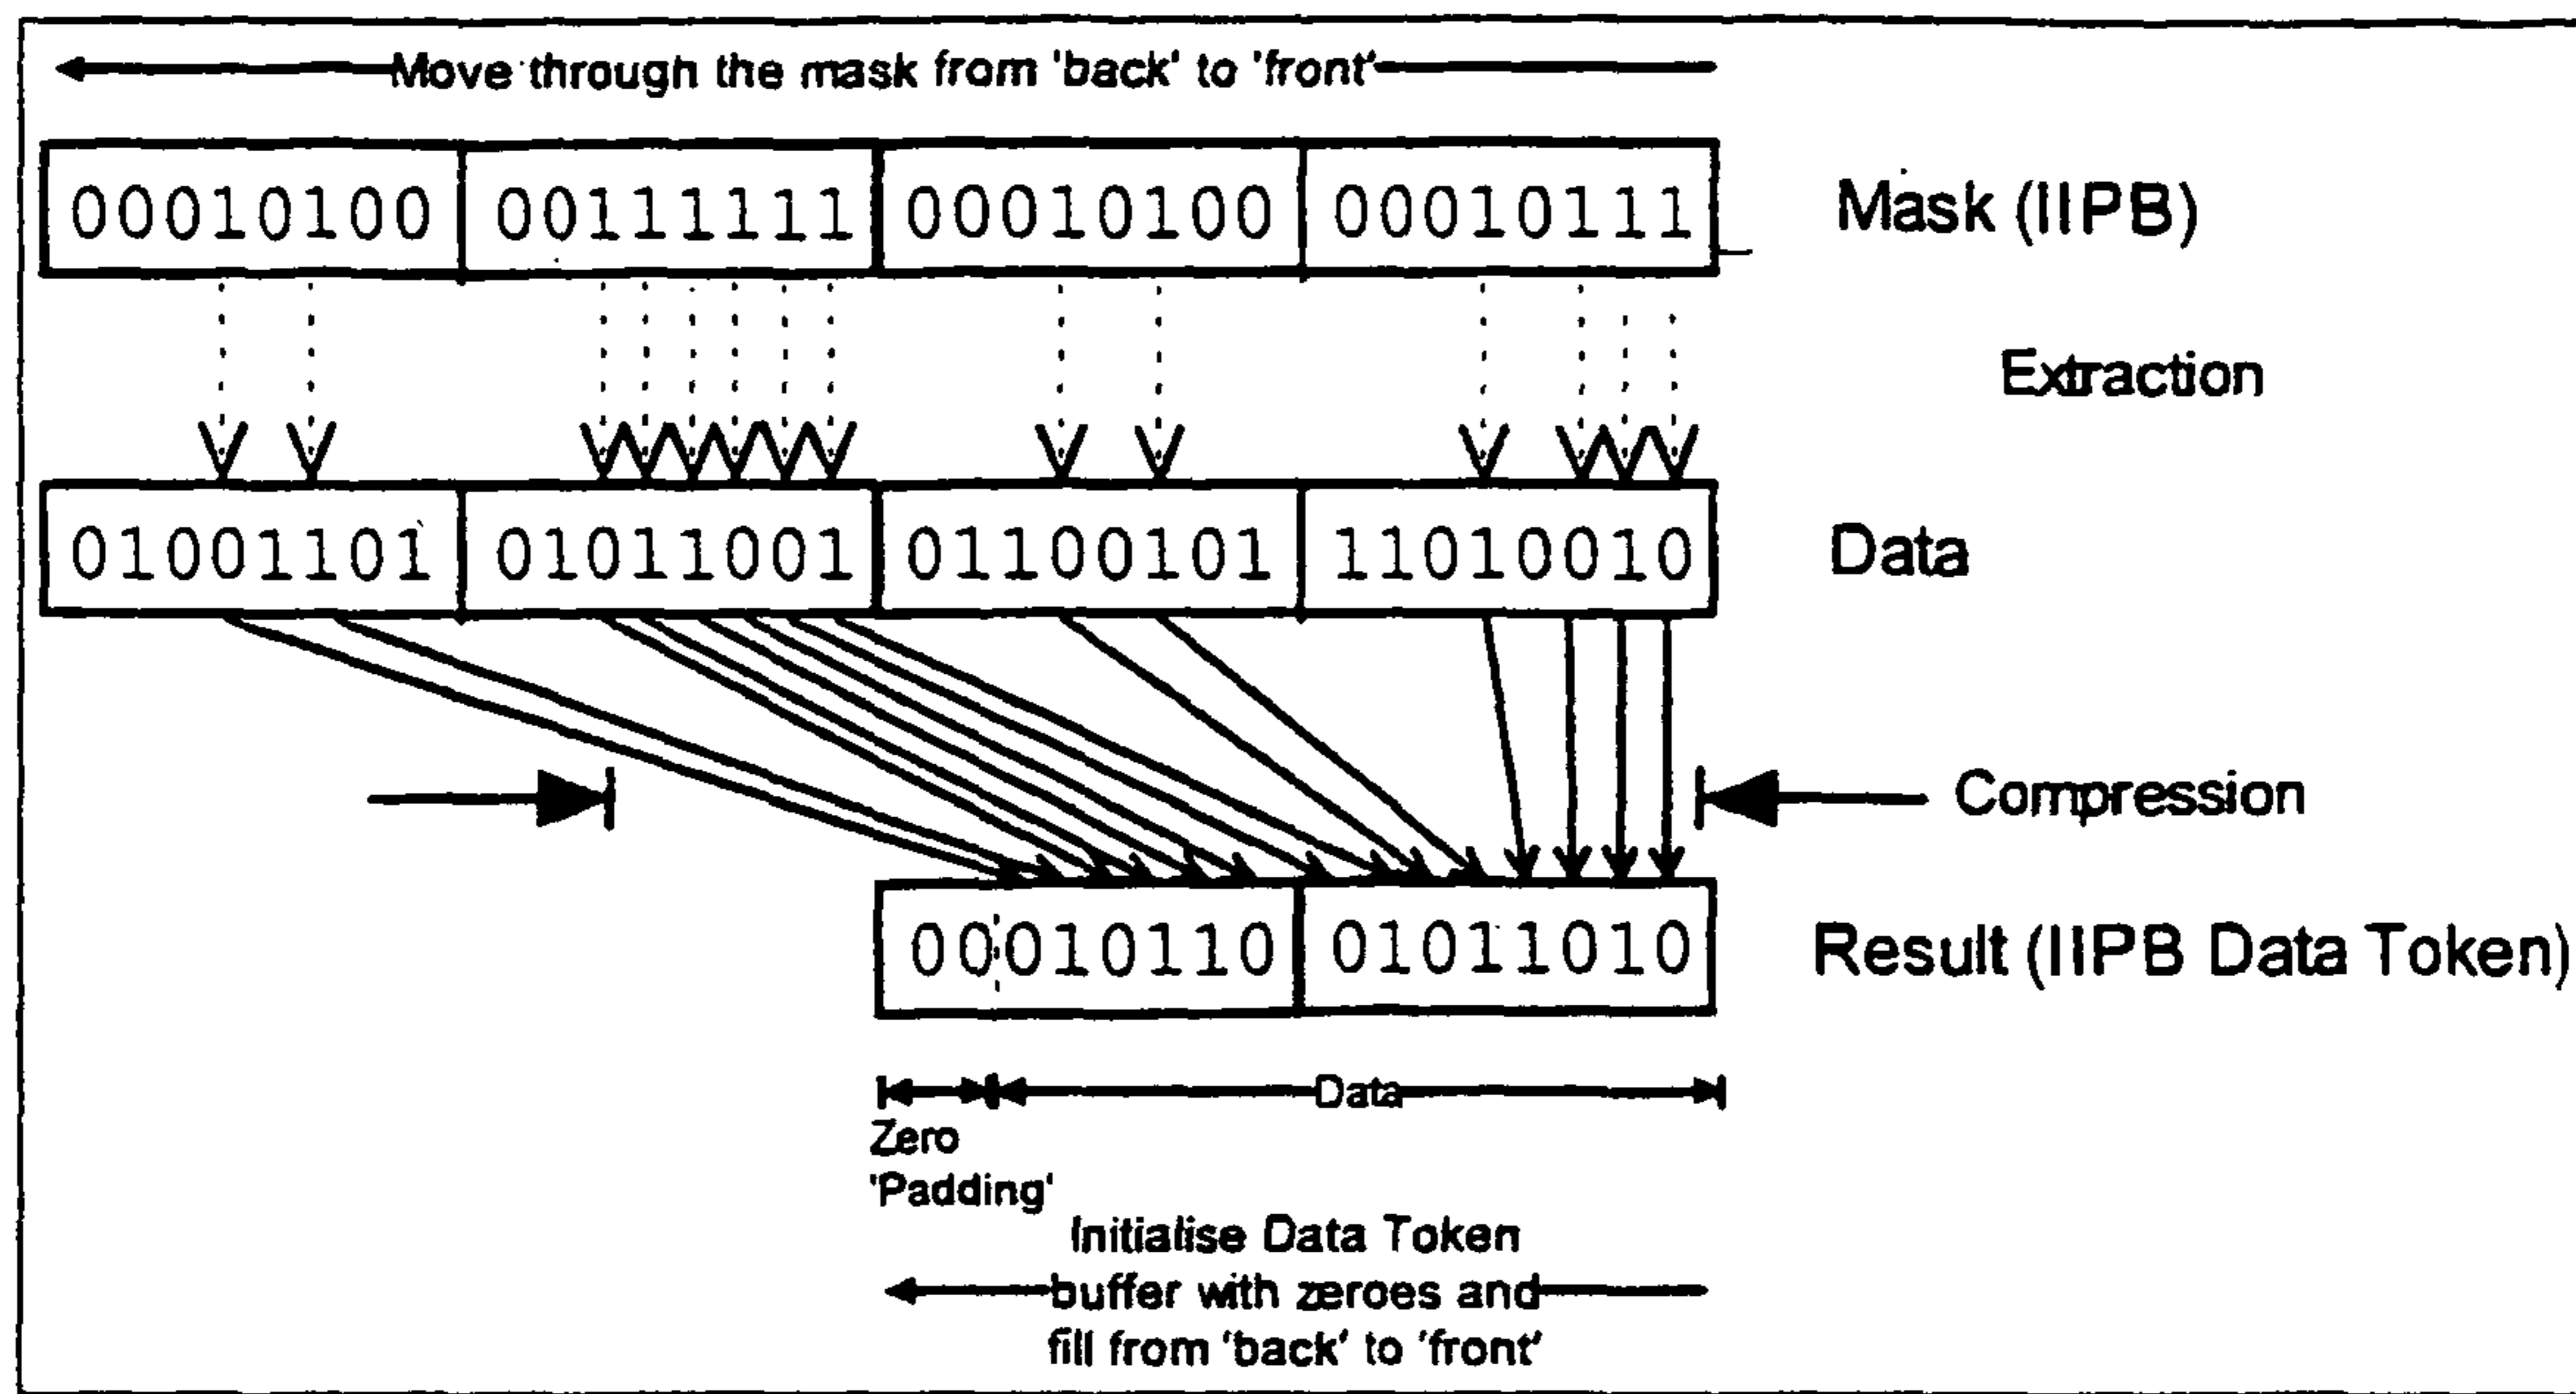 Move through the mask from 'back' to 'front'
00010100 00111111 00010100 00010111 Mask (IIPB)
Extraction
01001101 01011001 01100101 11010010 Data
Compression
00010110 01011010 Result (IIPB Data Token)
Data
Zero
'Padding'
Initialise Data Token
buffer with zeroes and
fill from 'back' to 'front'